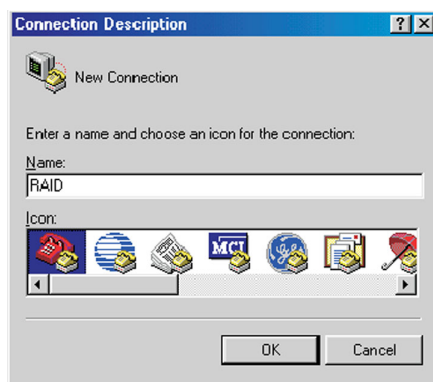 Connection Description
New Connection
Enter a name and choose an icon for the connection:
Name:
RAID
Icon:
MCI
OK
Cancel